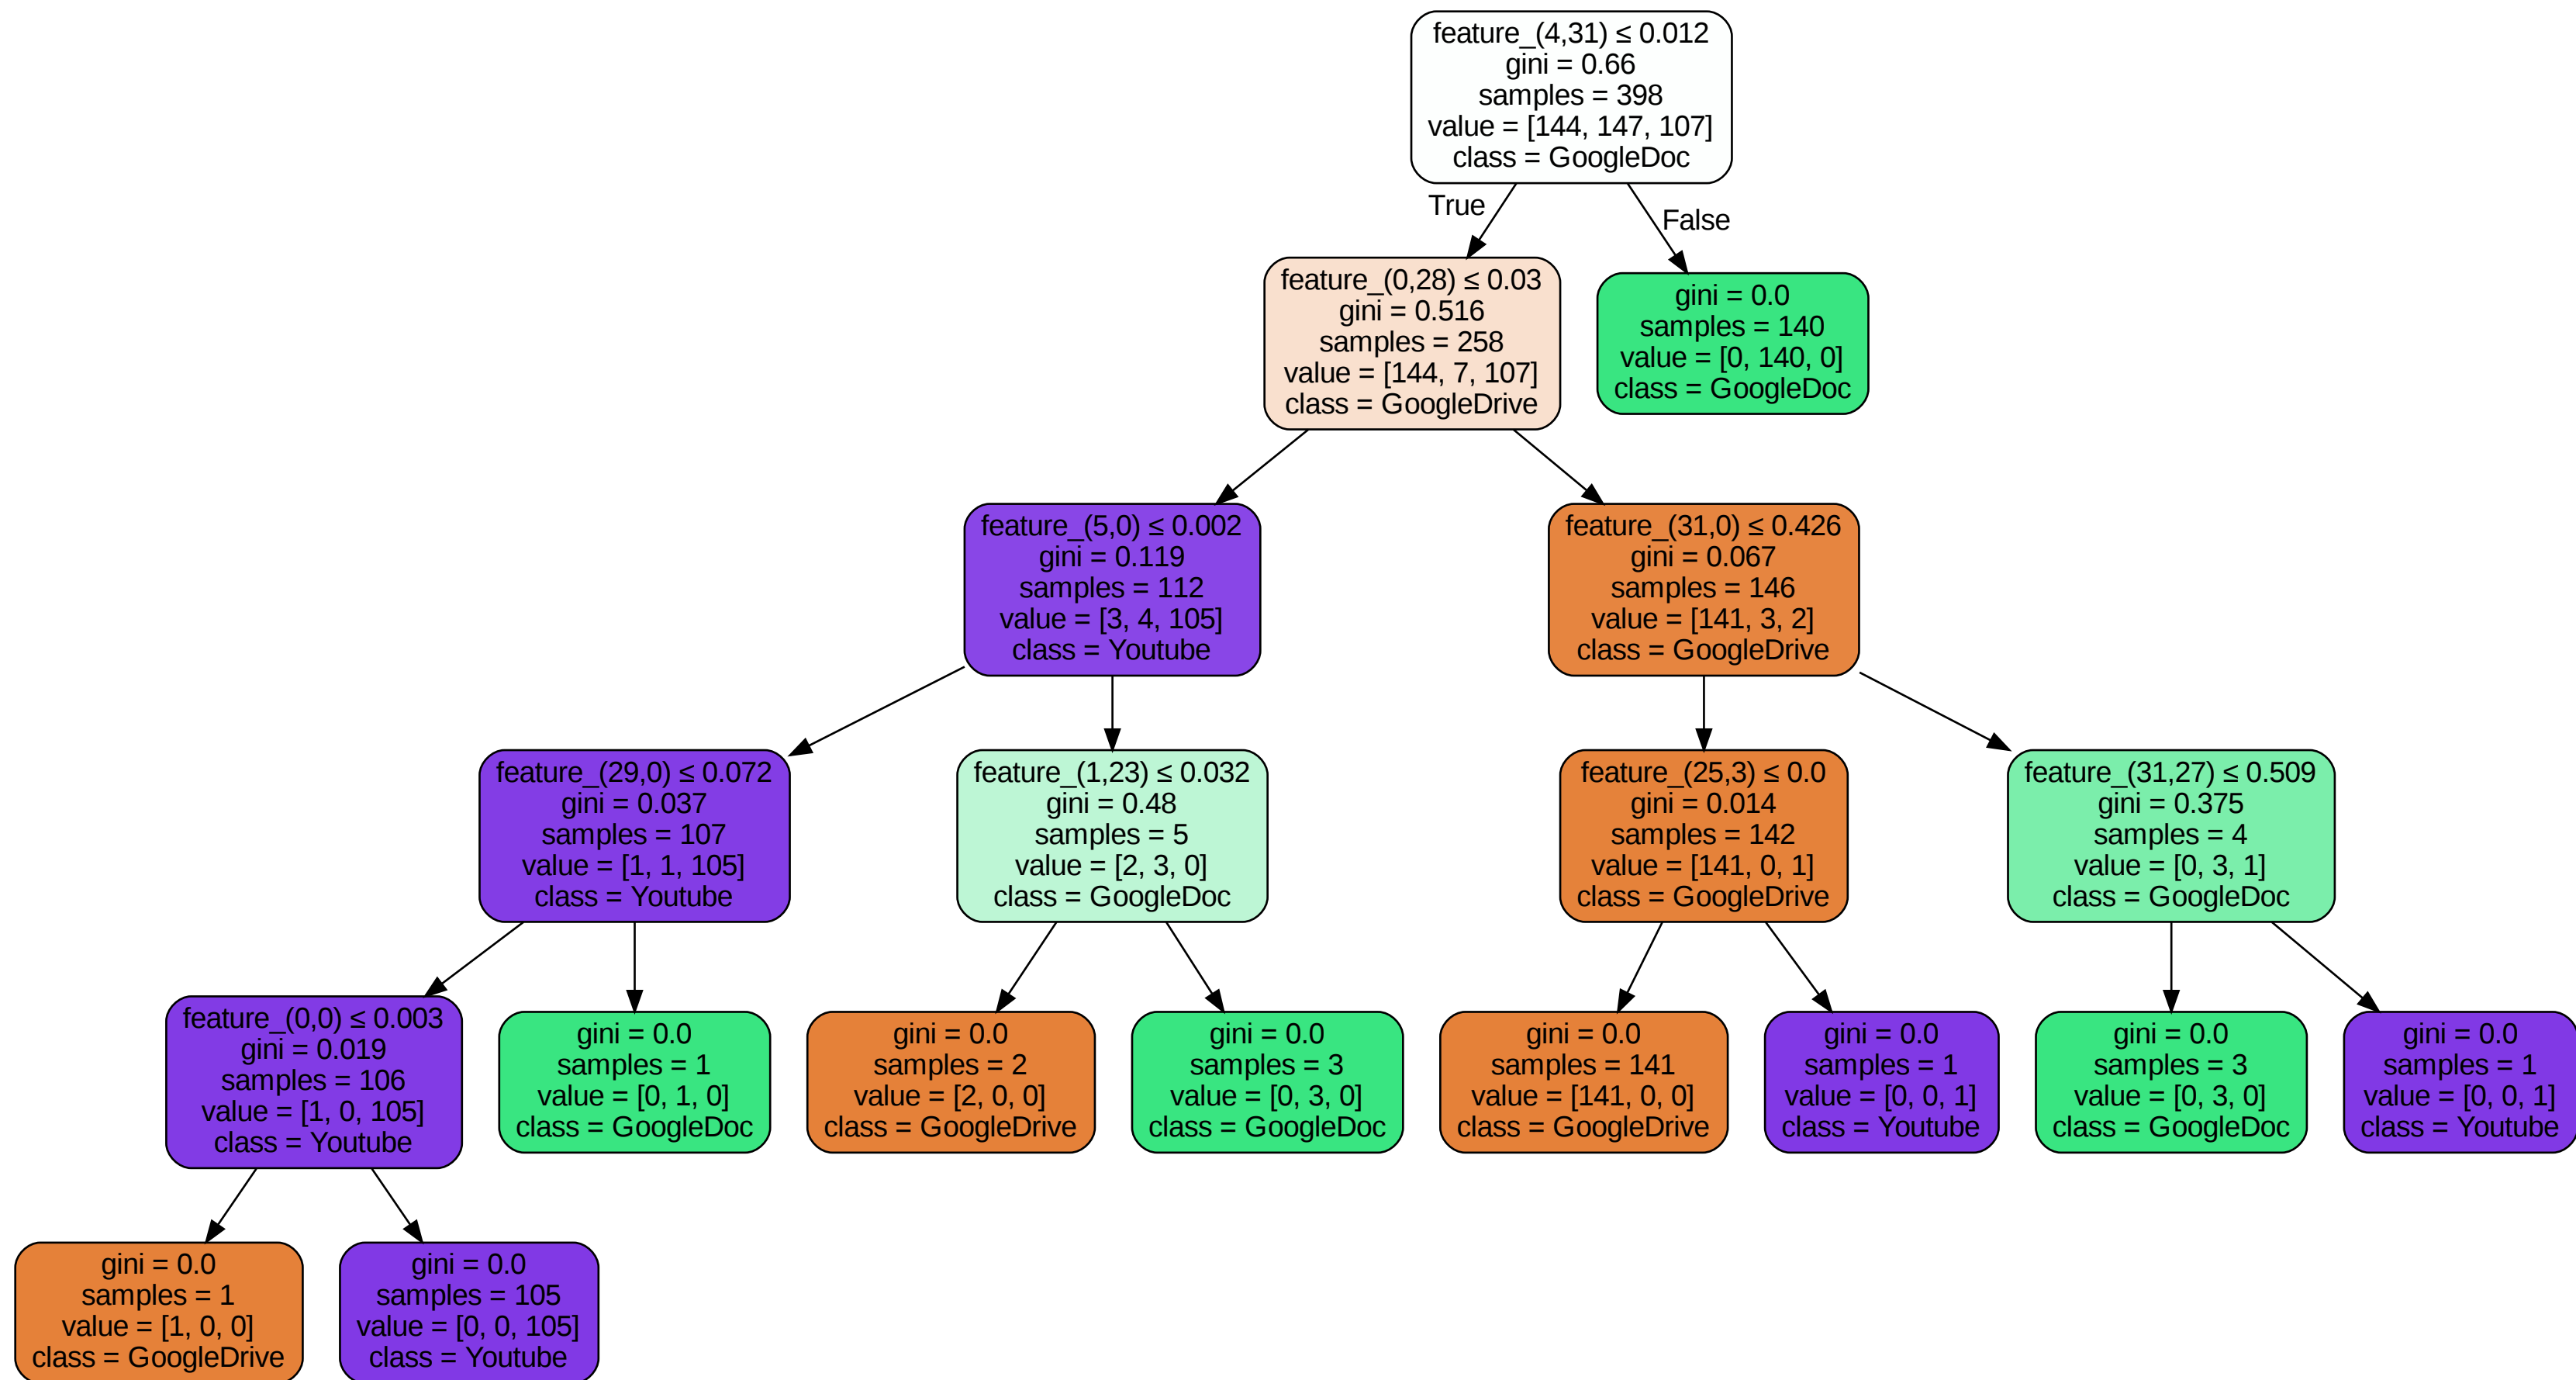 feature_(4,31) ≤ 0.012
gini = 0.66
samples = 398
value = [144, 147, 107]
class = GoogleDoc
True
False
feature_(0,28) ≤ 0.03
gini = 0.516
samples = 258
value = [144, 7, 107]
class = GoogleDrive
gini = 0.0
samples = 140
value = [0, 140, 0]
class = GoogleDoc
feature_(5,0) ≤ 0.002
gini = 0.119
samples = 112
value = [3, 4, 105]
class = Youtube
feature_(31,0) ≤ 0.426
gini = 0.067
samples = 146
value = [141, 3, 2]
class = GoogleDrive
feature_(29,0) ≤ 0.072
gini = 0.037
samples = 107
value = [1, 1, 105]
class = Youtube
feature_(1,23) ≤ 0.032
gini = 0.48
samples = 5
value = [2, 3, 0]
class = GoogleDoc
feature_(25,3) ≤ 0.0
gini = 0.014
samples = 142
value = [141, 0, 1]
class = GoogleDrive
feature_(31,27) ≤ 0.509
gini = 0.375
samples = 4
value = [0, 3, 1]
class = GoogleDoc
feature_(0,0) ≤ 0.003
gini = 0.019
samples = 106
value = [1, 0, 105]
class = Youtube
gini = 0.0
samples = 1
value = [0, 1, 0]
class = GoogleDoc
gini = 0.0
samples = 2
value = [2, 0, 0]
class = GoogleDrive
gini = 0.0
samples = 3
value = [0, 3, 0]
class = GoogleDoc
gini = 0.0
samples = 141
value = [141, 0, 0]
class = GoogleDrive
gini = 0.0
samples = 1
value = [0, 0, 1]
class = Youtube
gini = 0.0
samples = 3
value = [0, 3, 0]
class = GoogleDoc
gini = 0.0
samples = 1
value = [0, 0, 1]
class = Youtube
gini = 0.0
samples = 1
value = [1, 0, 0]
class = GoogleDrive
gini = 0.0
samples = 105
value = [0, 0, 105]
class = Youtube